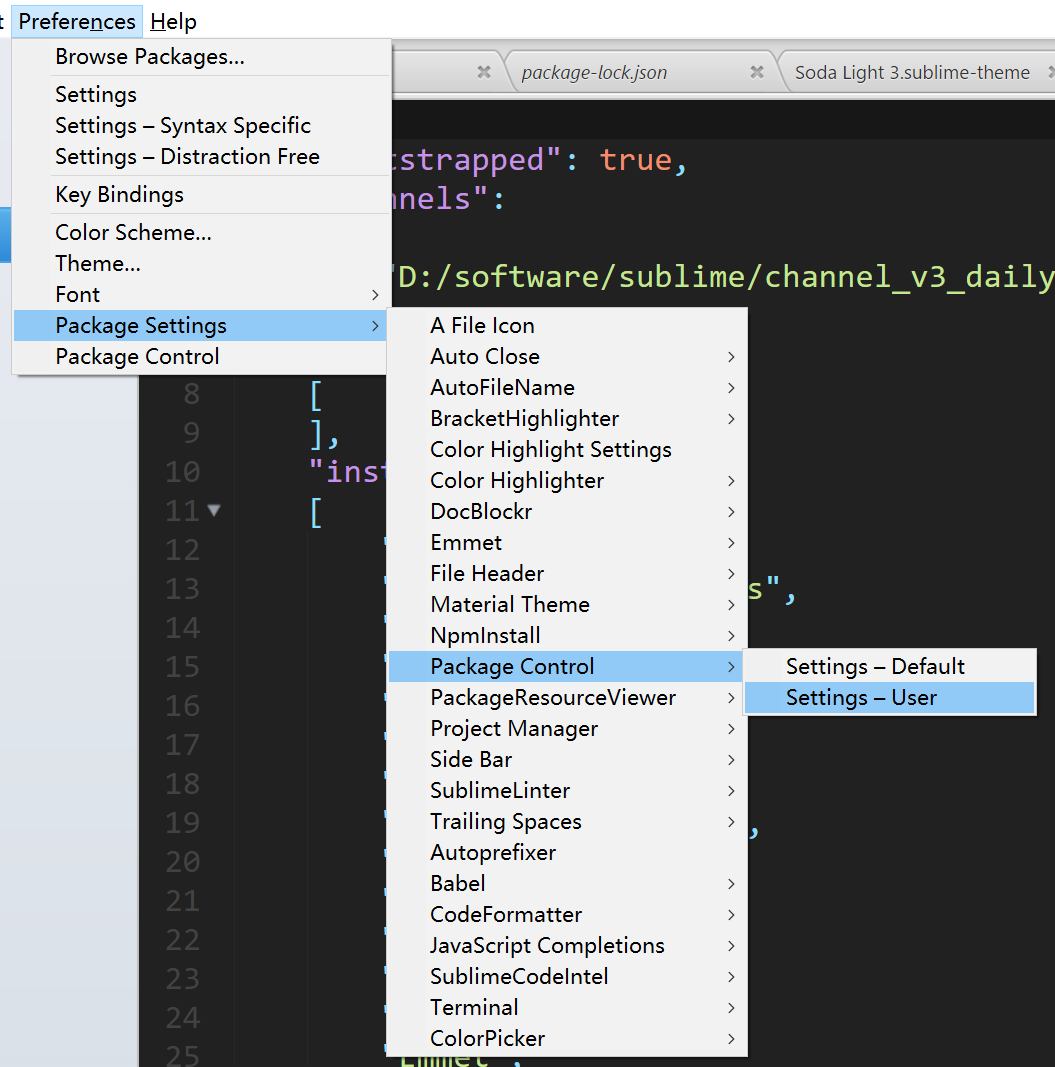 Preferences Help
Browse Packages...
Settings
Settings – Syntax Specific
Settings – Distraction Free
Key Bindings
Color Scheme...
Theme...
Font
Package Settings
Package Control
package-lock.json
Soda Light 3.sublime-theme
tstrapped": true,
nnels":
D:/software/sublime/channel_v3_daily
8 [
9 ],
10 "inst
11 [
12
13 s",
14
15
16
17
18
19 ,
20
21
22
23
24
25 "Emmet",
A File Icon
Auto Close
AutoFileName
BracketHighlighter
Color Highlight Settings
Color Highlighter
DocBlockr
Emmet
File Header
Material Theme
NpmInstall
Package Control
PackageResourceViewer
Project Manager
Side Bar
SublimeLinter
Trailing Spaces
Autoprefixer
Babel
CodeFormatter
JavaScript Completions
SublimeCodeIntel
Terminal
ColorPicker
Settings – Default
Settings – User